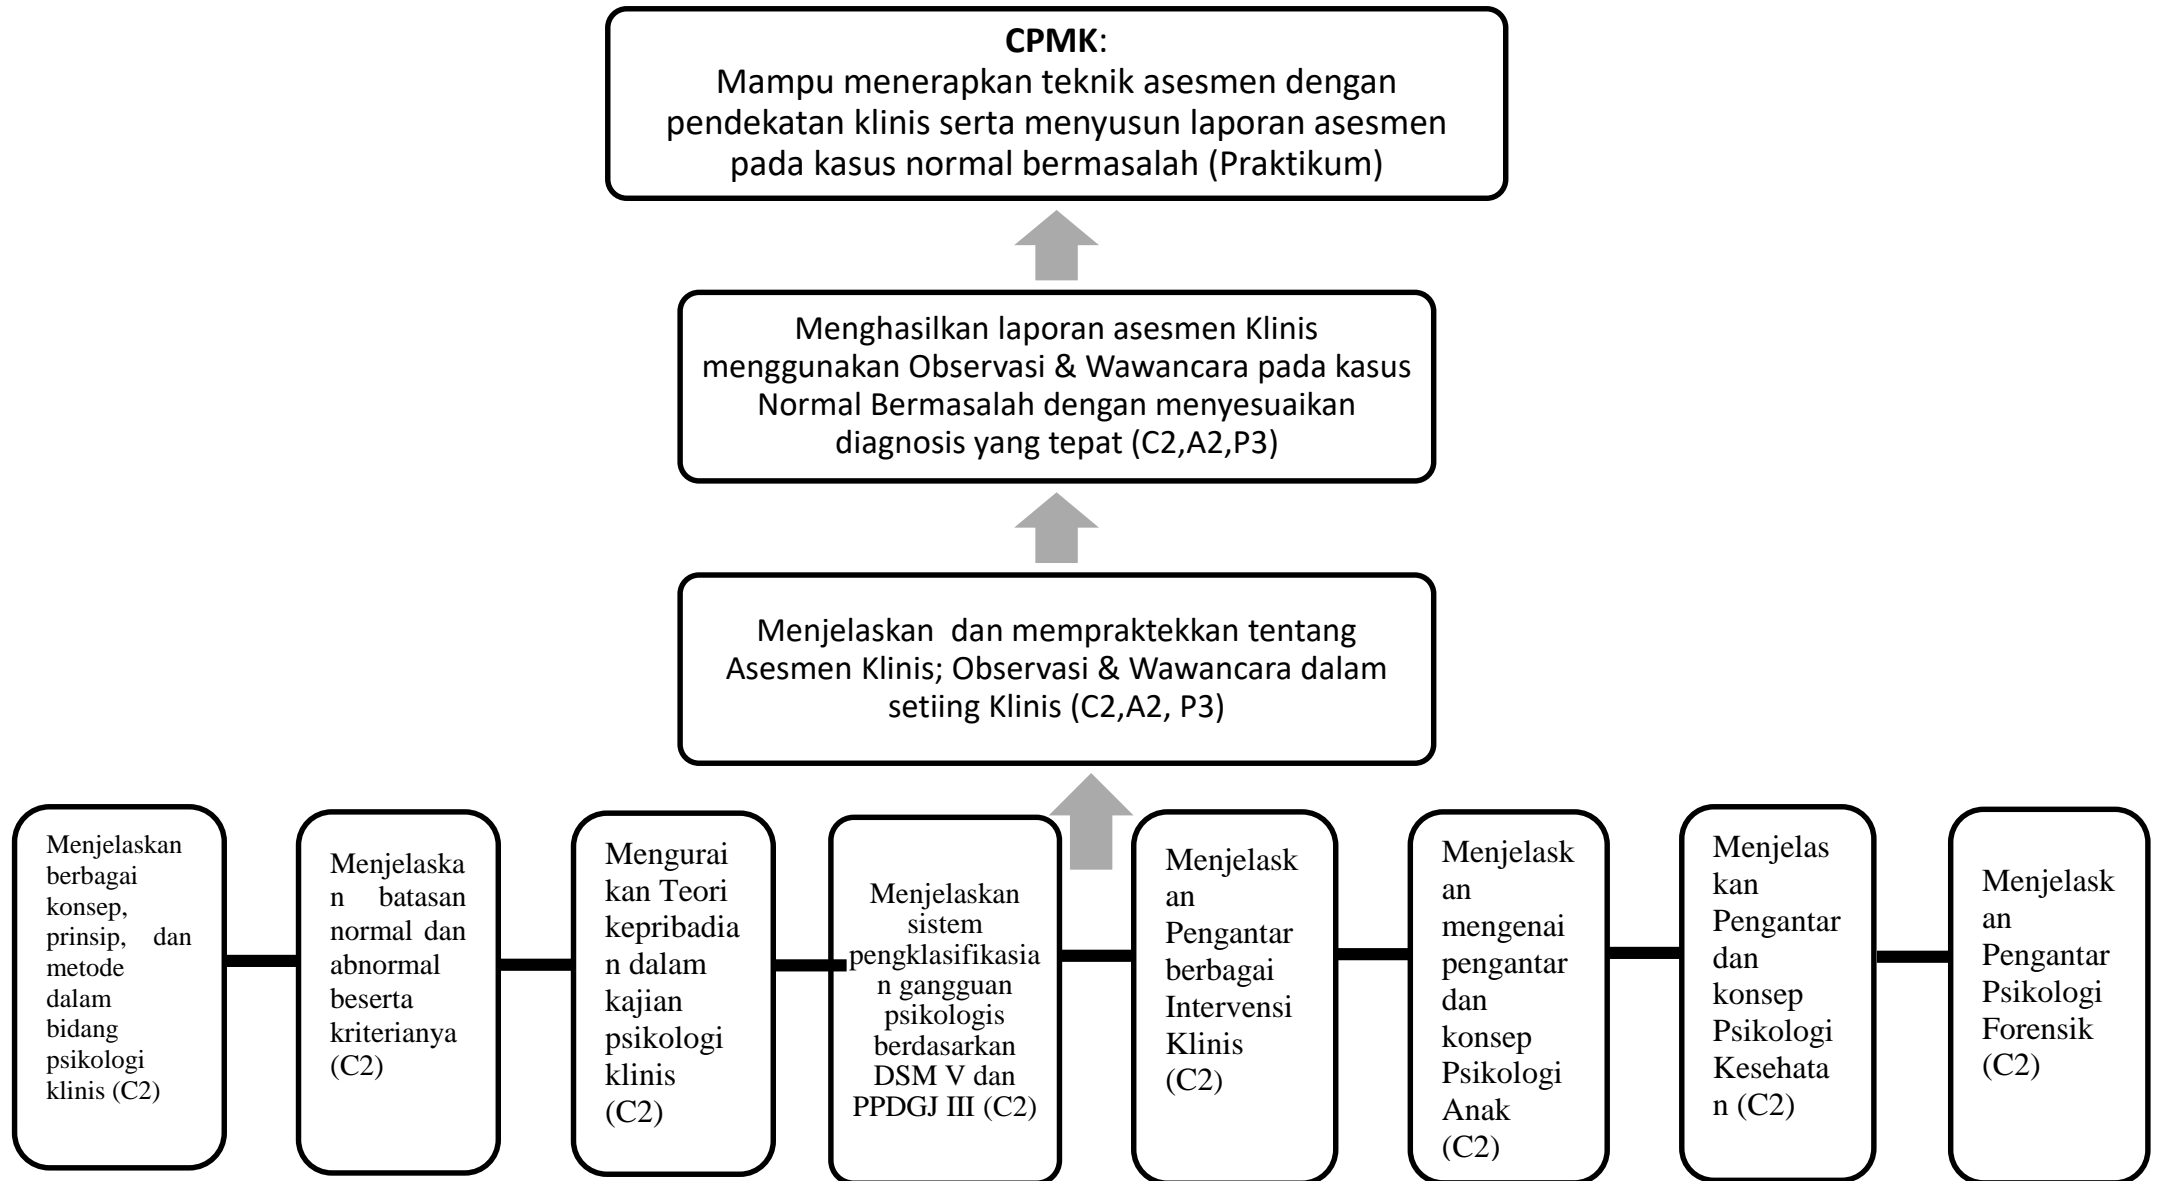 CPMK:
Mampu menerapkan teknik asesmen dengan
pendekatan klinis serta menyusun laporan asesmen
pada kasus normal bermasalah (Praktikum)
Menghasilkan laporan asesmen Klinis
menggunakan Observasi & Wawancara pada kasus
Normal Bermasalah dengan menyesuaikan
diagnosis yang tepat (C2,A2,P3)
Menjelaskan dan mempraktekkan tentang
Asesmen Klinis; Observasi & Wawancara dalam
setiing Klinis (C2,A2, P3)
Menjelaskan
berbagai
konsep,
prinsip, dan
metode
dalam
bidang
psikologi
klinis (C2)
Menjelaska
n batasan
normal dan
abnormal
beserta
kriterianya
(C2)
Mengurai
kan Teori
kepribadia
n dalam
kajian
psikologi
klinis
(C2)
Menjelaskan
sistem
pengklasifikasia
n gangguan
psikologis
berdasarkan
DSM V dan
PPDGJ III (C2)
Menjelask
an
Pengantar
berbagai
Intervensi
Klinis
(C2)
Menjelask
an
mengenai
pengantar
dan
konsep
Psikologi
Anak
(C2)
Menjelas
kan
Pengantar
dan
konsep
Psikologi
Kesehata
n (C2)
Menjelask
an
Pengantar
Psikologi
Forensik
(C2)